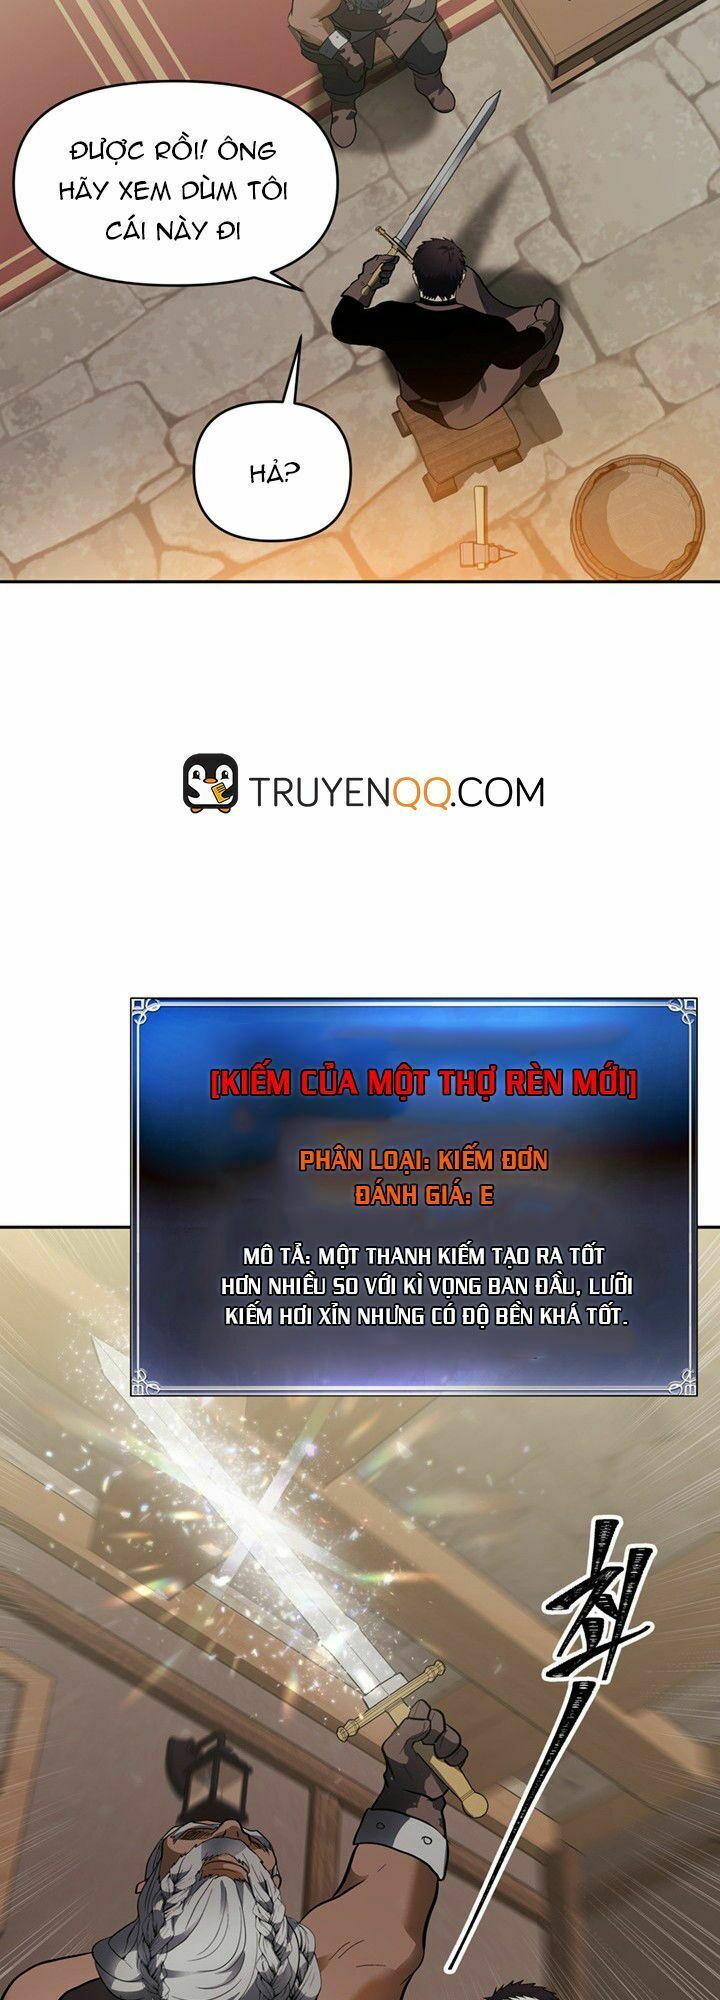 ĐƯỢC RỒI! ÔNG
HÃY XEM DÙM TÔI
CÁI NÀY ĐI
HẢ?
TRUYENQQ.COM
[KIẾM CỦA MỘT THỢ RÈN MỚI]
PHÂN LOẠI: KIẾM ĐƠN
ĐÁNH GIÁ: E
MÔ TẢ: MỘT THANH KIẾM TẠO RA TỐT
HƠN NHIỀU SO VỚI KÌ VỌNG BAN ĐẦU, LƯỠI
KIẾM HƠI XỈN NHƯNG CÓ ĐỘ BỀN KHÁ TỐT.